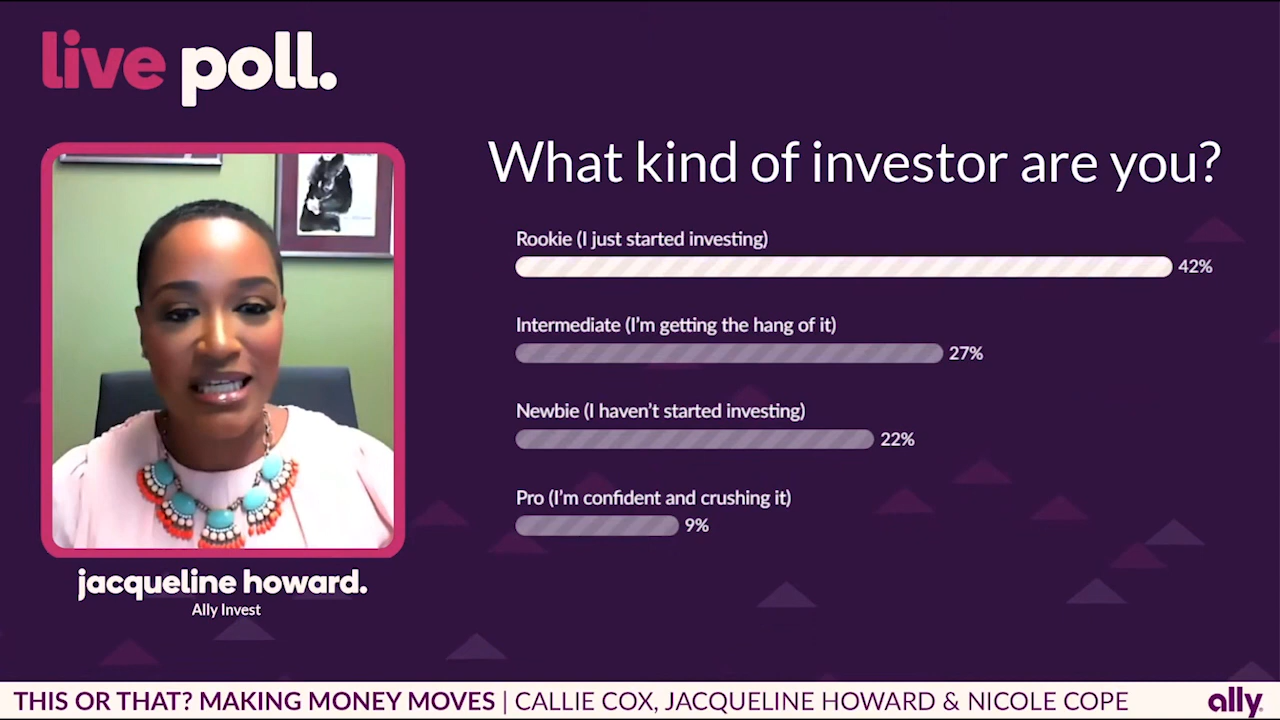 live poll.
What kind of investor are you?
Rookie (I just started investing)
42%
Intermediate (I'm getting the hang of it)
27%
Newbie (I haven't started investing)
22%
Pro (I'm confident and crushing it)
9%
jacqueline howard.
Ally Invest
THIS OR THAT? MAKING MONEY MOVES | CALLIE COX, JACQUELINE HOWARD & NICOLE COPE
ally